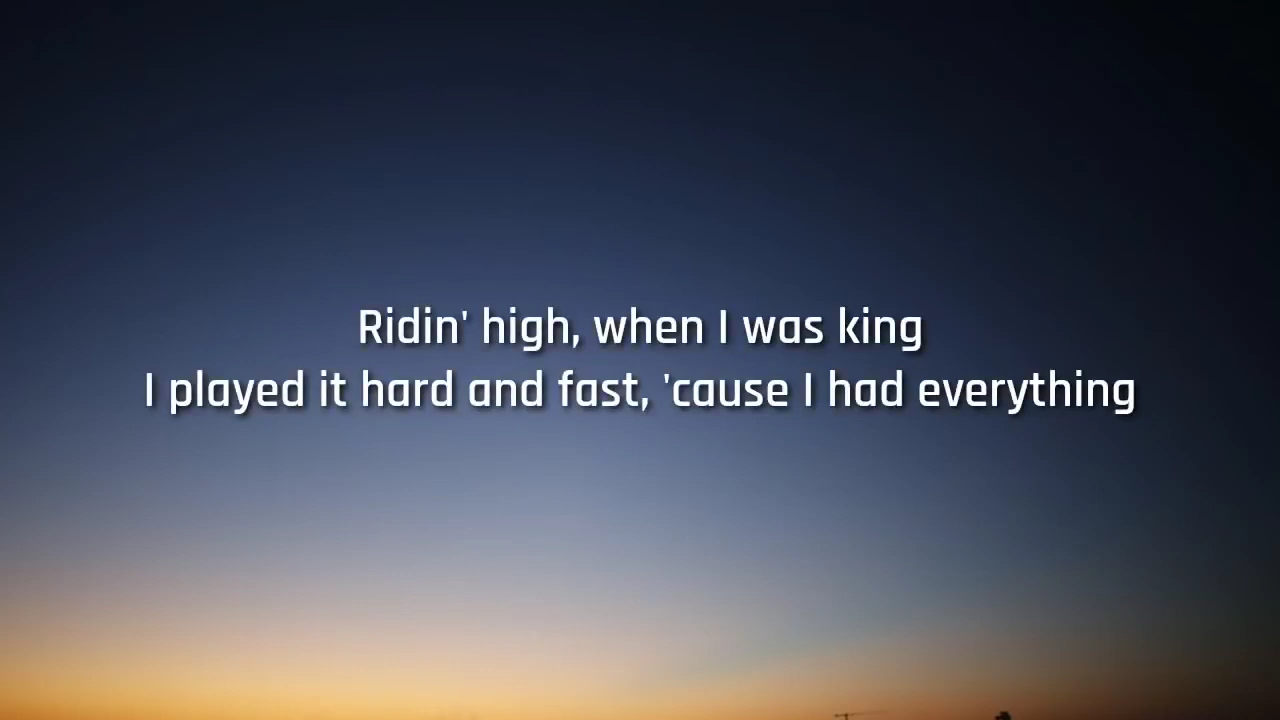 Ridin' high, when I was king
I played it hard and fast, 'cause I had everything